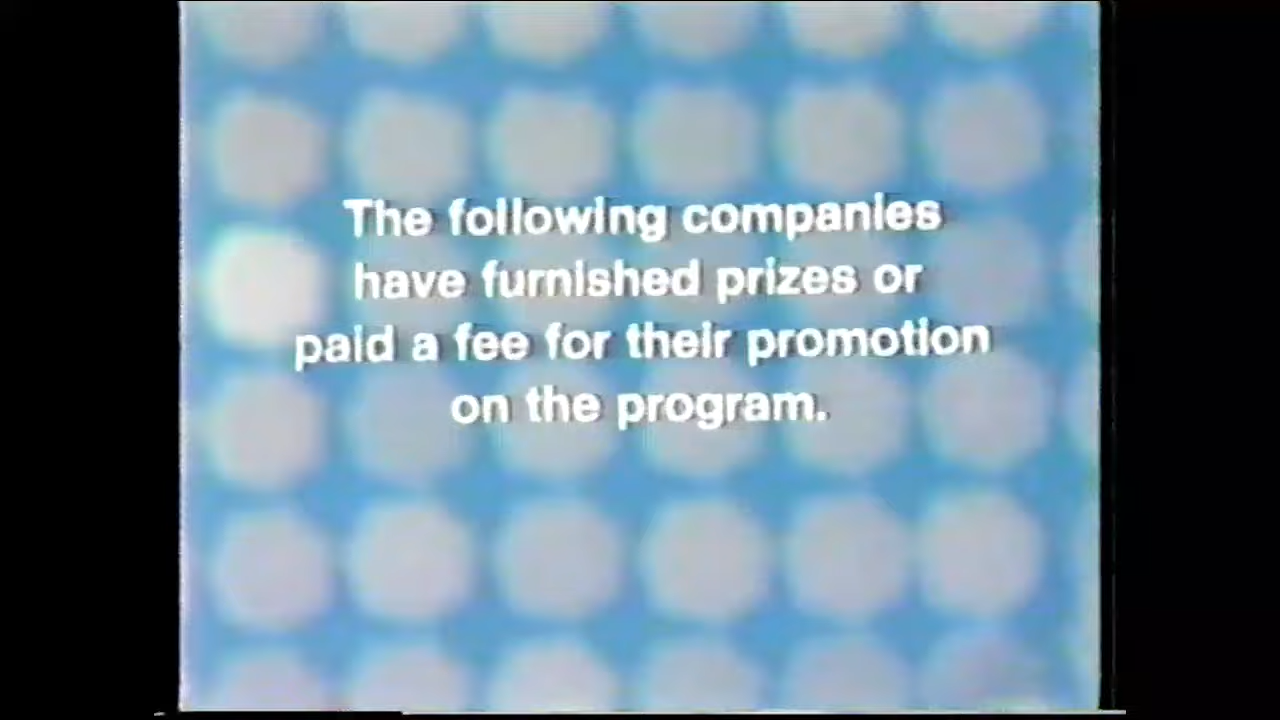 The following companies
have furnished prizes or
paid a fee for their promotion
on the program.